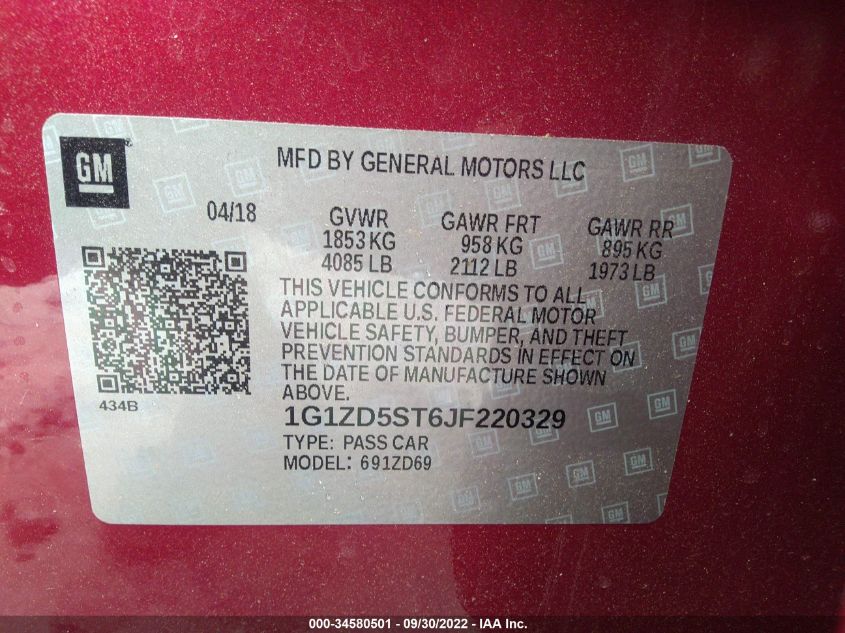 GM
MFD BY GENERAL MOTORS LLC
04/18
GVWR
1853 KG
4085 LB
GAWR FRT
958 KG
2112 LB
GAWR RR
895 KG
1973 LB
THIS VEHICLE CONFORMS TO ALL
APPLICABLE U.S. FEDERAL MOTOR
VEHICLE SAFETY, BUMPER, AND THEFT
PREVENTION STANDARDS IN EFFECT ON
THE DATE OF MANUFACTURE SHOWN
ABOVE.
434B
1G1ZD5ST6JF220329
TYPE: PASS CAR
MODEL: 691ZD69
000-34580501 - 09/30/2022 - IAA Inc.